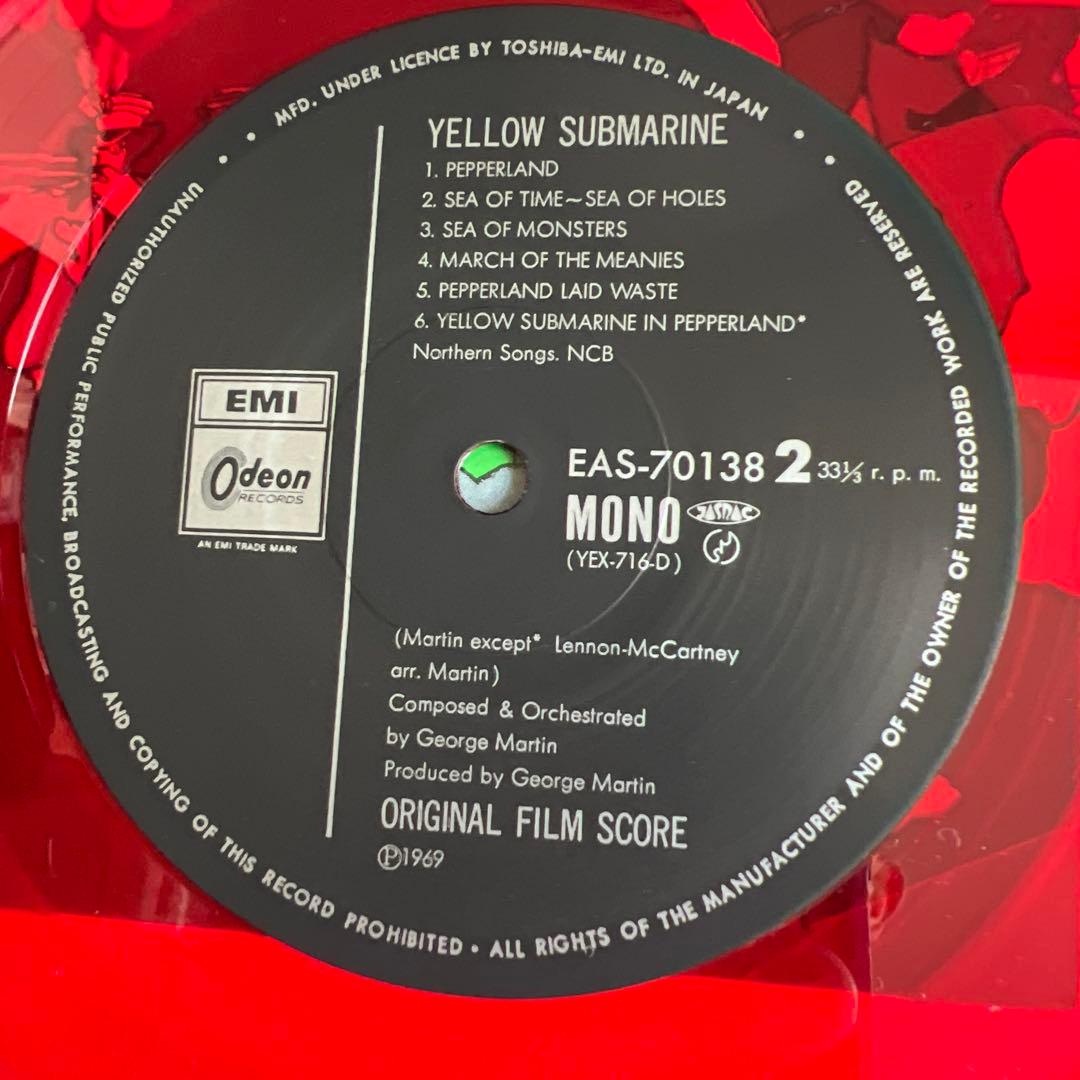 MFD. UNDER LICENCE BY TOSHIBA-EMI LTD. IN JAPAN
YELLOW SUBMARINE
1. PEPPERLAND
2. SEA OF TIME~SEA OF HOLES
3. SEA OF MONSTERS
4. MARCH OF THE MEANIES
5. PEPPERLAND LAID WASTE
6. YELLOW SUBMARINE IN PEPPERLAND*
Northern Songs. NCB
EMI
Odeon
RECORDS
AN EMI TRADE MARK
EAS-70138 2 33⅓ r. p. m.
MONO JASRAC
(YEX-716-D)
(Martin except* Lennon-McCartney
arr. Martin)
Composed & Orchestrated
by George Martin
Produced by George Martin
ORIGINAL FILM SCORE
Ⓟ1969
UNAUTHORIZED PUBLIC PERFORMANCE, BROADCASTING AND COPYING OF THIS RECORD PROHIBITED • ALL RIGHTS OF THE MANUFACTURER AND OF THE OWNER OF THE RECORDED WORK ARE RESERVED